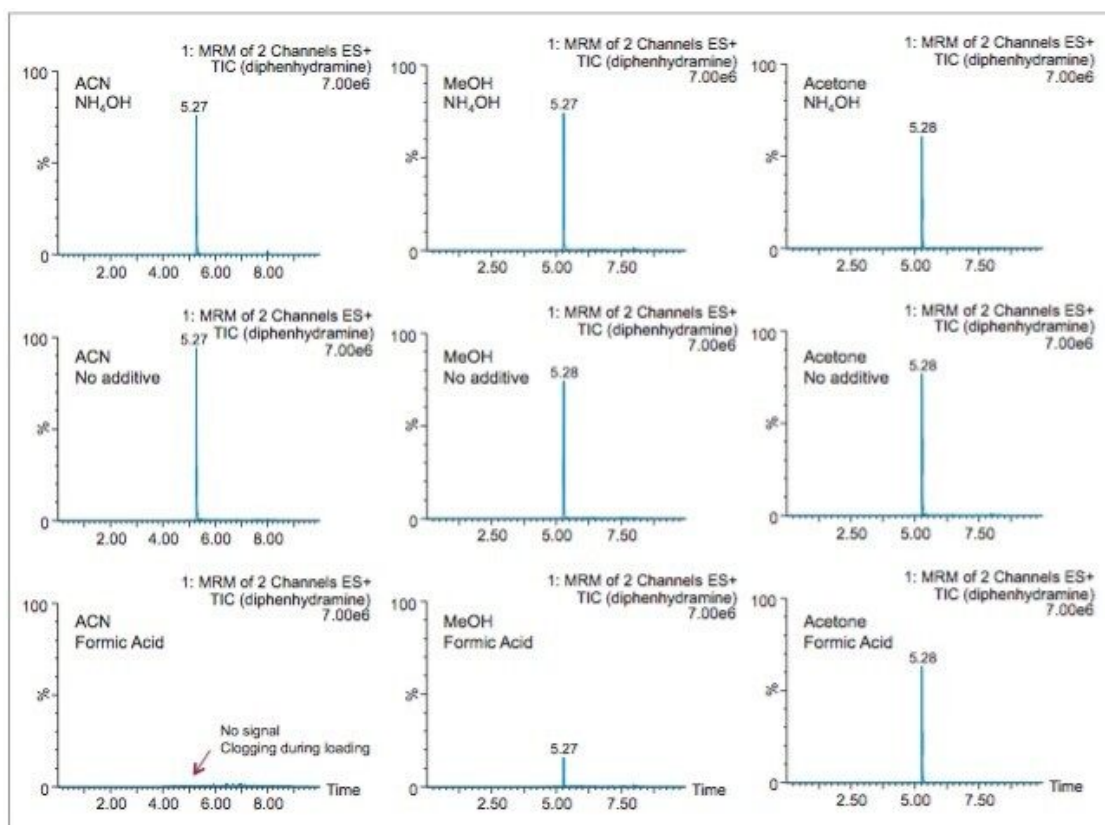 1: MRM of 2 Channels ES+
TIC (diphenhydramine)
7.00e6
ACN
NH₄OH
100
%
0
5.27
2.00 4.00 6.00 8.00
1: MRM of 2 Channels ES+
TIC (diphenhydramine)
7.00e6
MeOH
NH₄OH
100
%
0
5.27
2.50 5.00 7.50
1: MRM of 2 Channels ES+
TIC (diphenhydramine)
7.00e6
Acetone
NH₄OH
100
%
0
5.28
2.50 5.00 7.50
1: MRM of 2 Channels ES+
TIC (diphenhydramine)
7.00e6
ACN
No additive
100
%
0
5.27
2.00 4.00 6.00 8.00
1: MRM of 2 Channels ES+
TIC (diphenhydramine)
7.00e6
MeOH
No additive
100
%
0
5.28
2.50 5.00 7.50
1: MRM of 2 Channels ES+
TIC (diphenhydramine)
7.00e6
Acetone
No additive
100
%
0
5.28
2.50 5.00 7.50
1: MRM of 2 Channels ES+
TIC (diphenhydramine)
7.00e6
ACN
Formic Acid
100
%
0
No signal
Clogging during loading
2.00 4.00 6.00 8.00 Time
1: MRM of 2 Channels ES+
TIC (diphenhydramine)
7.00e6
MeOH
Formic Acid
100
%
0
5.27
2.50 5.00 7.50 Time
1: MRM of 2 Channels ES+
TIC (diphenhydramine)
7.00e6
Acetone
Formic Acid
100
%
0
5.28
2.50 5.00 7.50 Time